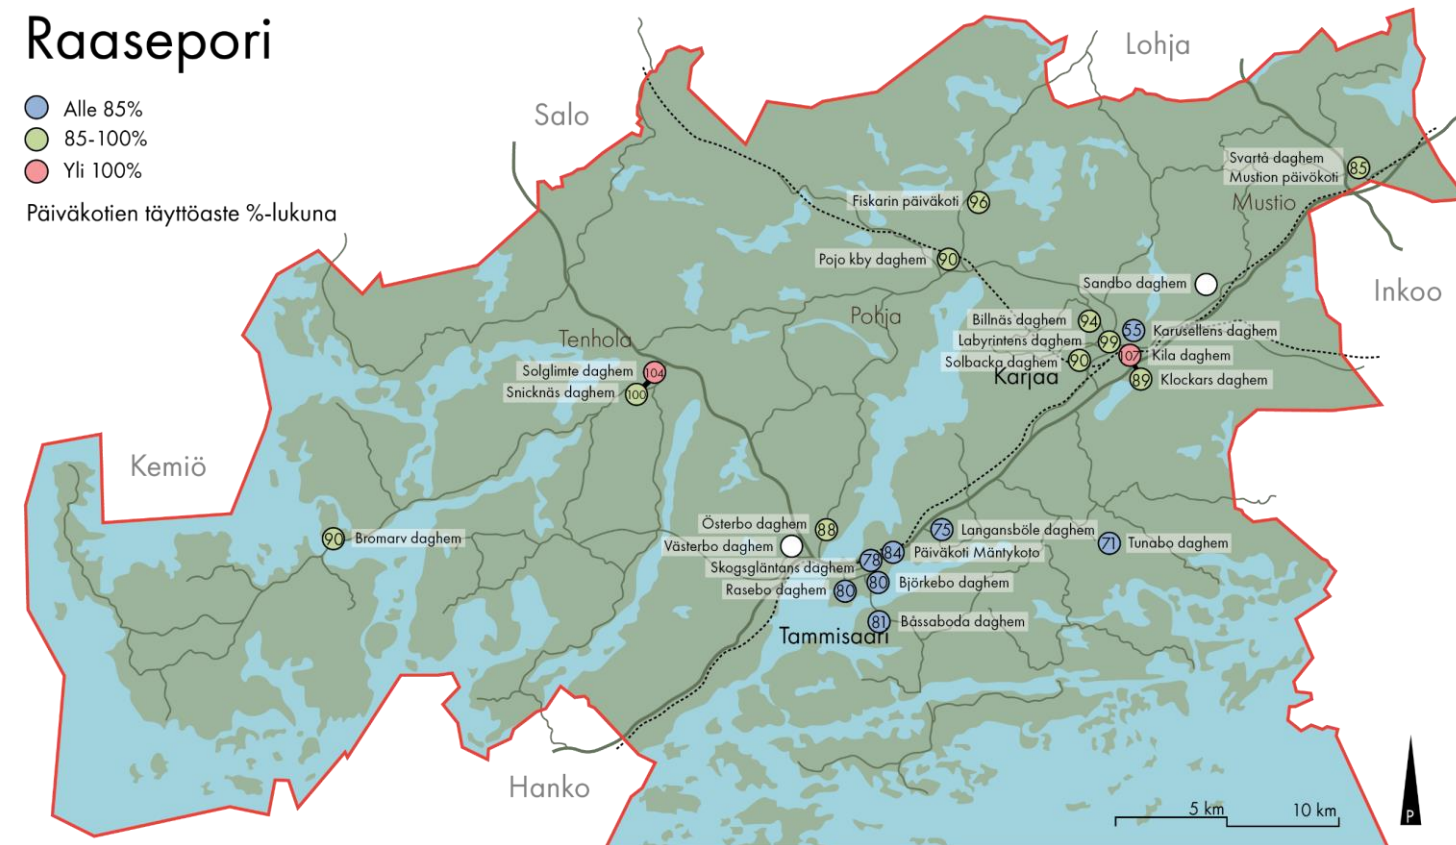 Raasepori
Alle 85%
85-100%
Yli 100%
Päiväkotien täyttöaste %-lukuna
Lohja
Salo
Svartå daghem
Mustion päivökoti
85
Mustio
Fiskarin päiväkoti
96
Pojo kby daghem
90
Sandbo daghem
Inkoo
Pohja
Billnäs daghem
94
55
Karusellens daghem
Labyrintens daghem
99
Tenhola
Solbacka daghem
90
107
Kila daghem
Karjaa
Solglimte daghem
104
89
Klockars daghem
Snicknäs daghem
100
Kemiö
Österbo daghem
88
75
Langansböle daghem
Bromarv daghem
90
Västerbo daghem
71
Tunabo daghem
84
Päiväkoti Mäntykoto
Skogsgläntans daghem
78
Rasebo daghem
80
80
Björkebo daghem
81
Båssaboda daghem
Tammisaari
Hanko
5 km
10 km
P